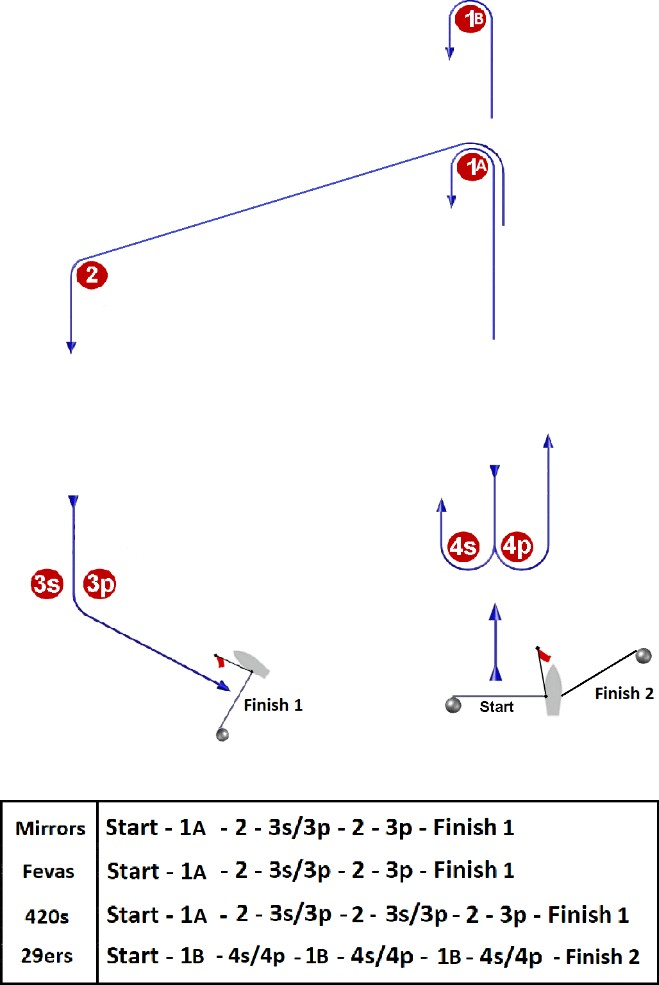 1B
1A
2
4s 4p
3s 3p
Finish 1
Start
Finish 2
Mirrors Start - 1A - 2 - 3s/3p - 2 - 3p - Finish 1
Fevas Start - 1A - 2 - 3s/3p - 2 - 3p - Finish 1
420s Start - 1A - 2 - 3s/3p - 2 - 3s/3p - 2 - 3p - Finish 1
29ers Start - 1B - 4s/4p - 1B - 4s/4p - 1B - 4s/4p - Finish 2